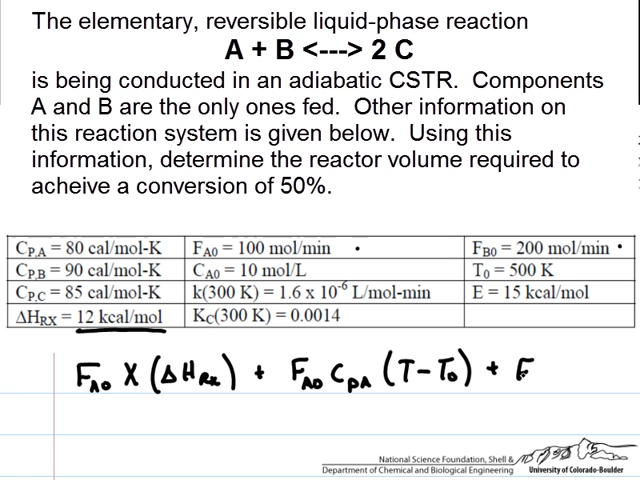 The elementary, reversible liquid-phase reaction
A + B <---> 2 C
is being conducted in an adiabatic CSTR. Components
A and B are the only ones fed. Other information on
this reaction system is given below. Using this
information, determine the reactor volume required to
acheive a conversion of 50%.
C_P,A = 80 cal/mol-K F_A0 = 100 mol/min F_B0 = 200 mol/min
C_P,B = 90 cal/mol-K C_A0 = 10 mol/L T_0 = 500 K
C_P,C = 85 cal/mol-K k(300 K) = 1.6 x 10^-6 L/mol-min E = 15 kcal/mol
ΔH_RX = 12 kcal/mol K_C(300 K) = 0.0014
F_A0 X (ΔH_Rx) + F_A0 C_PA (T - T_0) + F
National Science Foundation, Shell &
Department of Chemical and Biological Engineering University of Colorado-Boulder